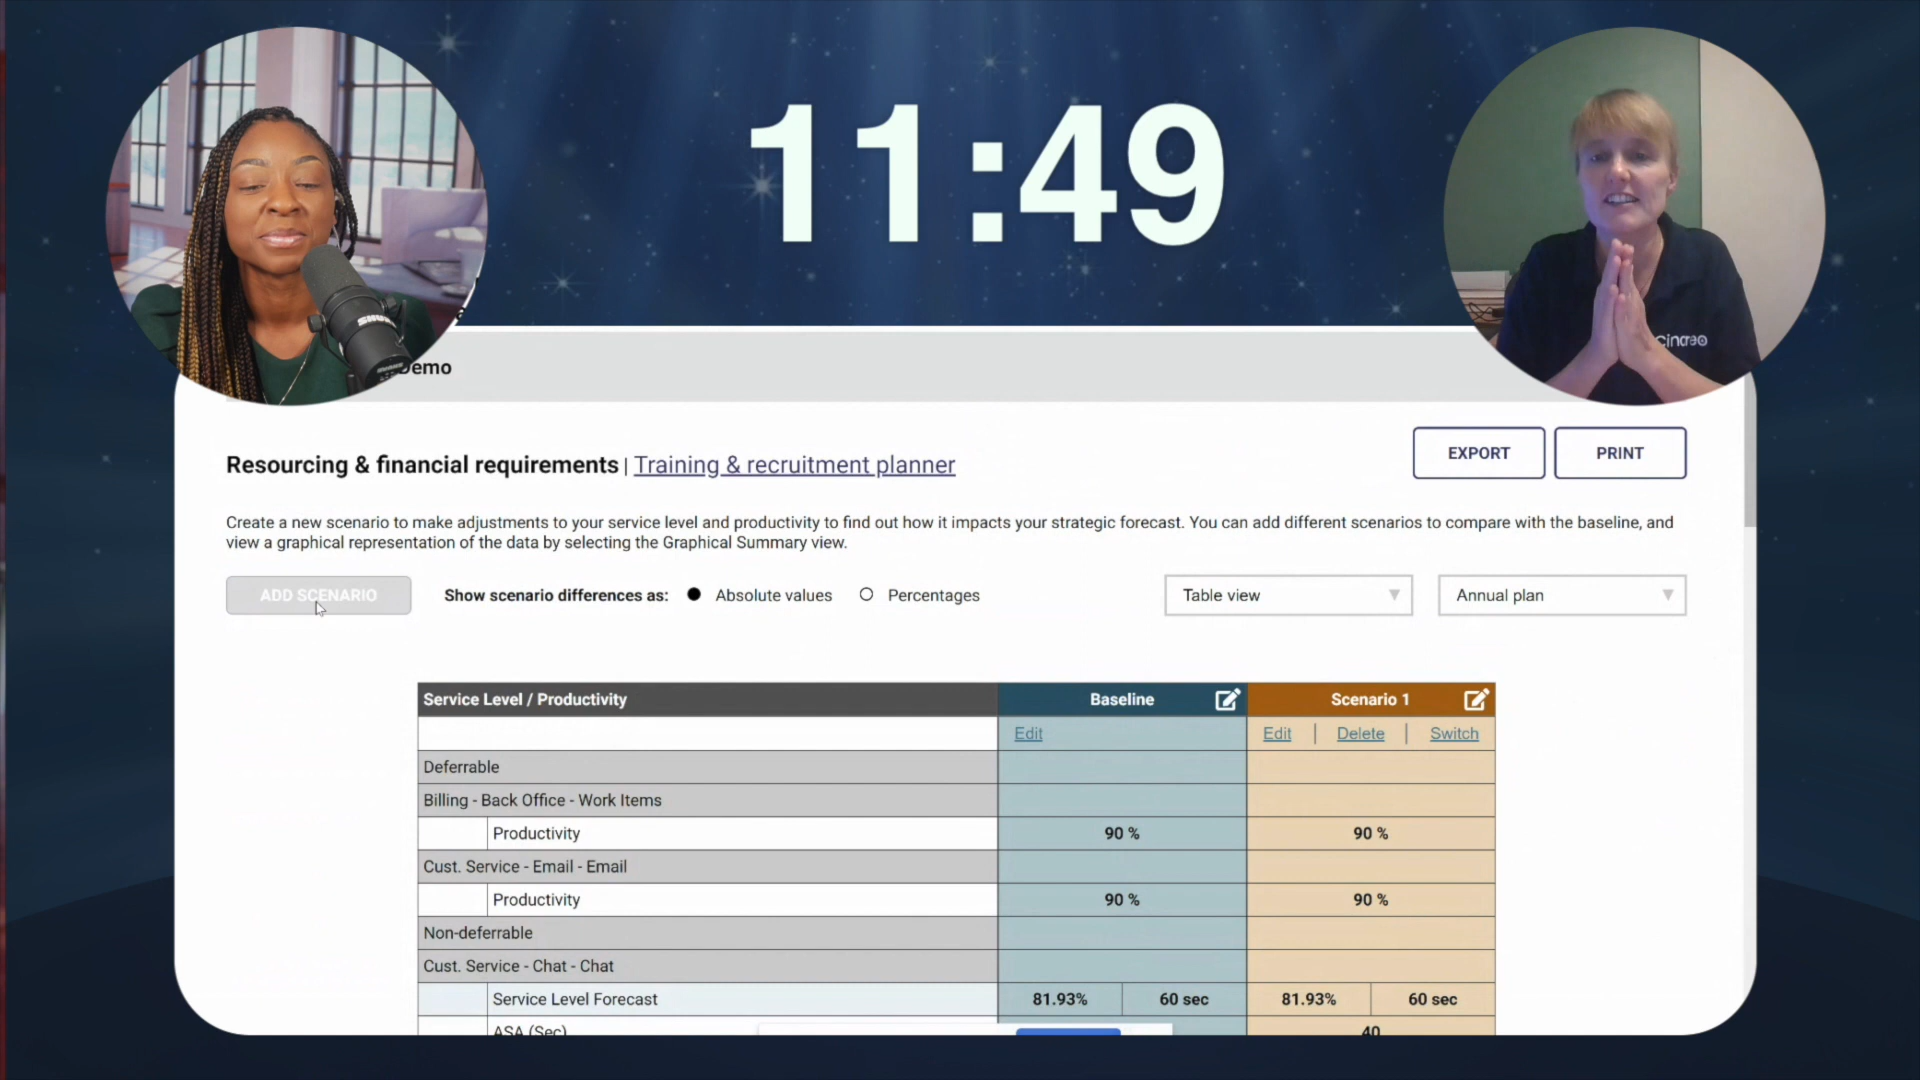 11:49
SHURE
Cinareo
Demo
Resourcing & financial requirements | Training & recruitment planner
EXPORT
PRINT
Create a new scenario to make adjustments to your service level and productivity to find out how it impacts your strategic forecast. You can add different scenarios to compare with the baseline, and
view a graphical representation of the data by selecting the Graphical Summary view.
ADD SCENARIO
Show scenario differences as:
Absolute values
Percentages
Table view
Annual plan
Service Level / Productivity
Baseline
Scenario 1
Edit
Edit | Delete | Switch
Deferrable
Billing - Back Office - Work Items
Productivity
90 %
90 %
Cust. Service - Email - Email
Productivity
90 %
90 %
Non-deferrable
Cust. Service - Chat - Chat
Service Level Forecast
81.93%
60 sec
81.93%
60 sec
ASA (Sec)
40